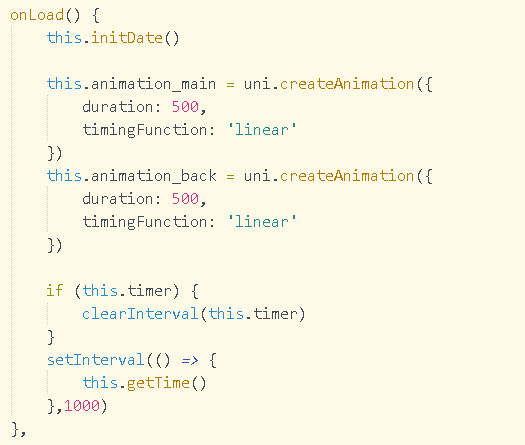 onLoad() {
    this.initDate()

    this.animation_main = uni.createAnimation({
        duration: 500,
        timingFunction: 'linear'
    })
    this.animation_back = uni.createAnimation({
        duration: 500,
        timingFunction: 'linear'
    })

    if (this.timer) {
        clearInterval(this.timer)
    }
    setInterval(() => {
        this.getTime()
    },1000)
},